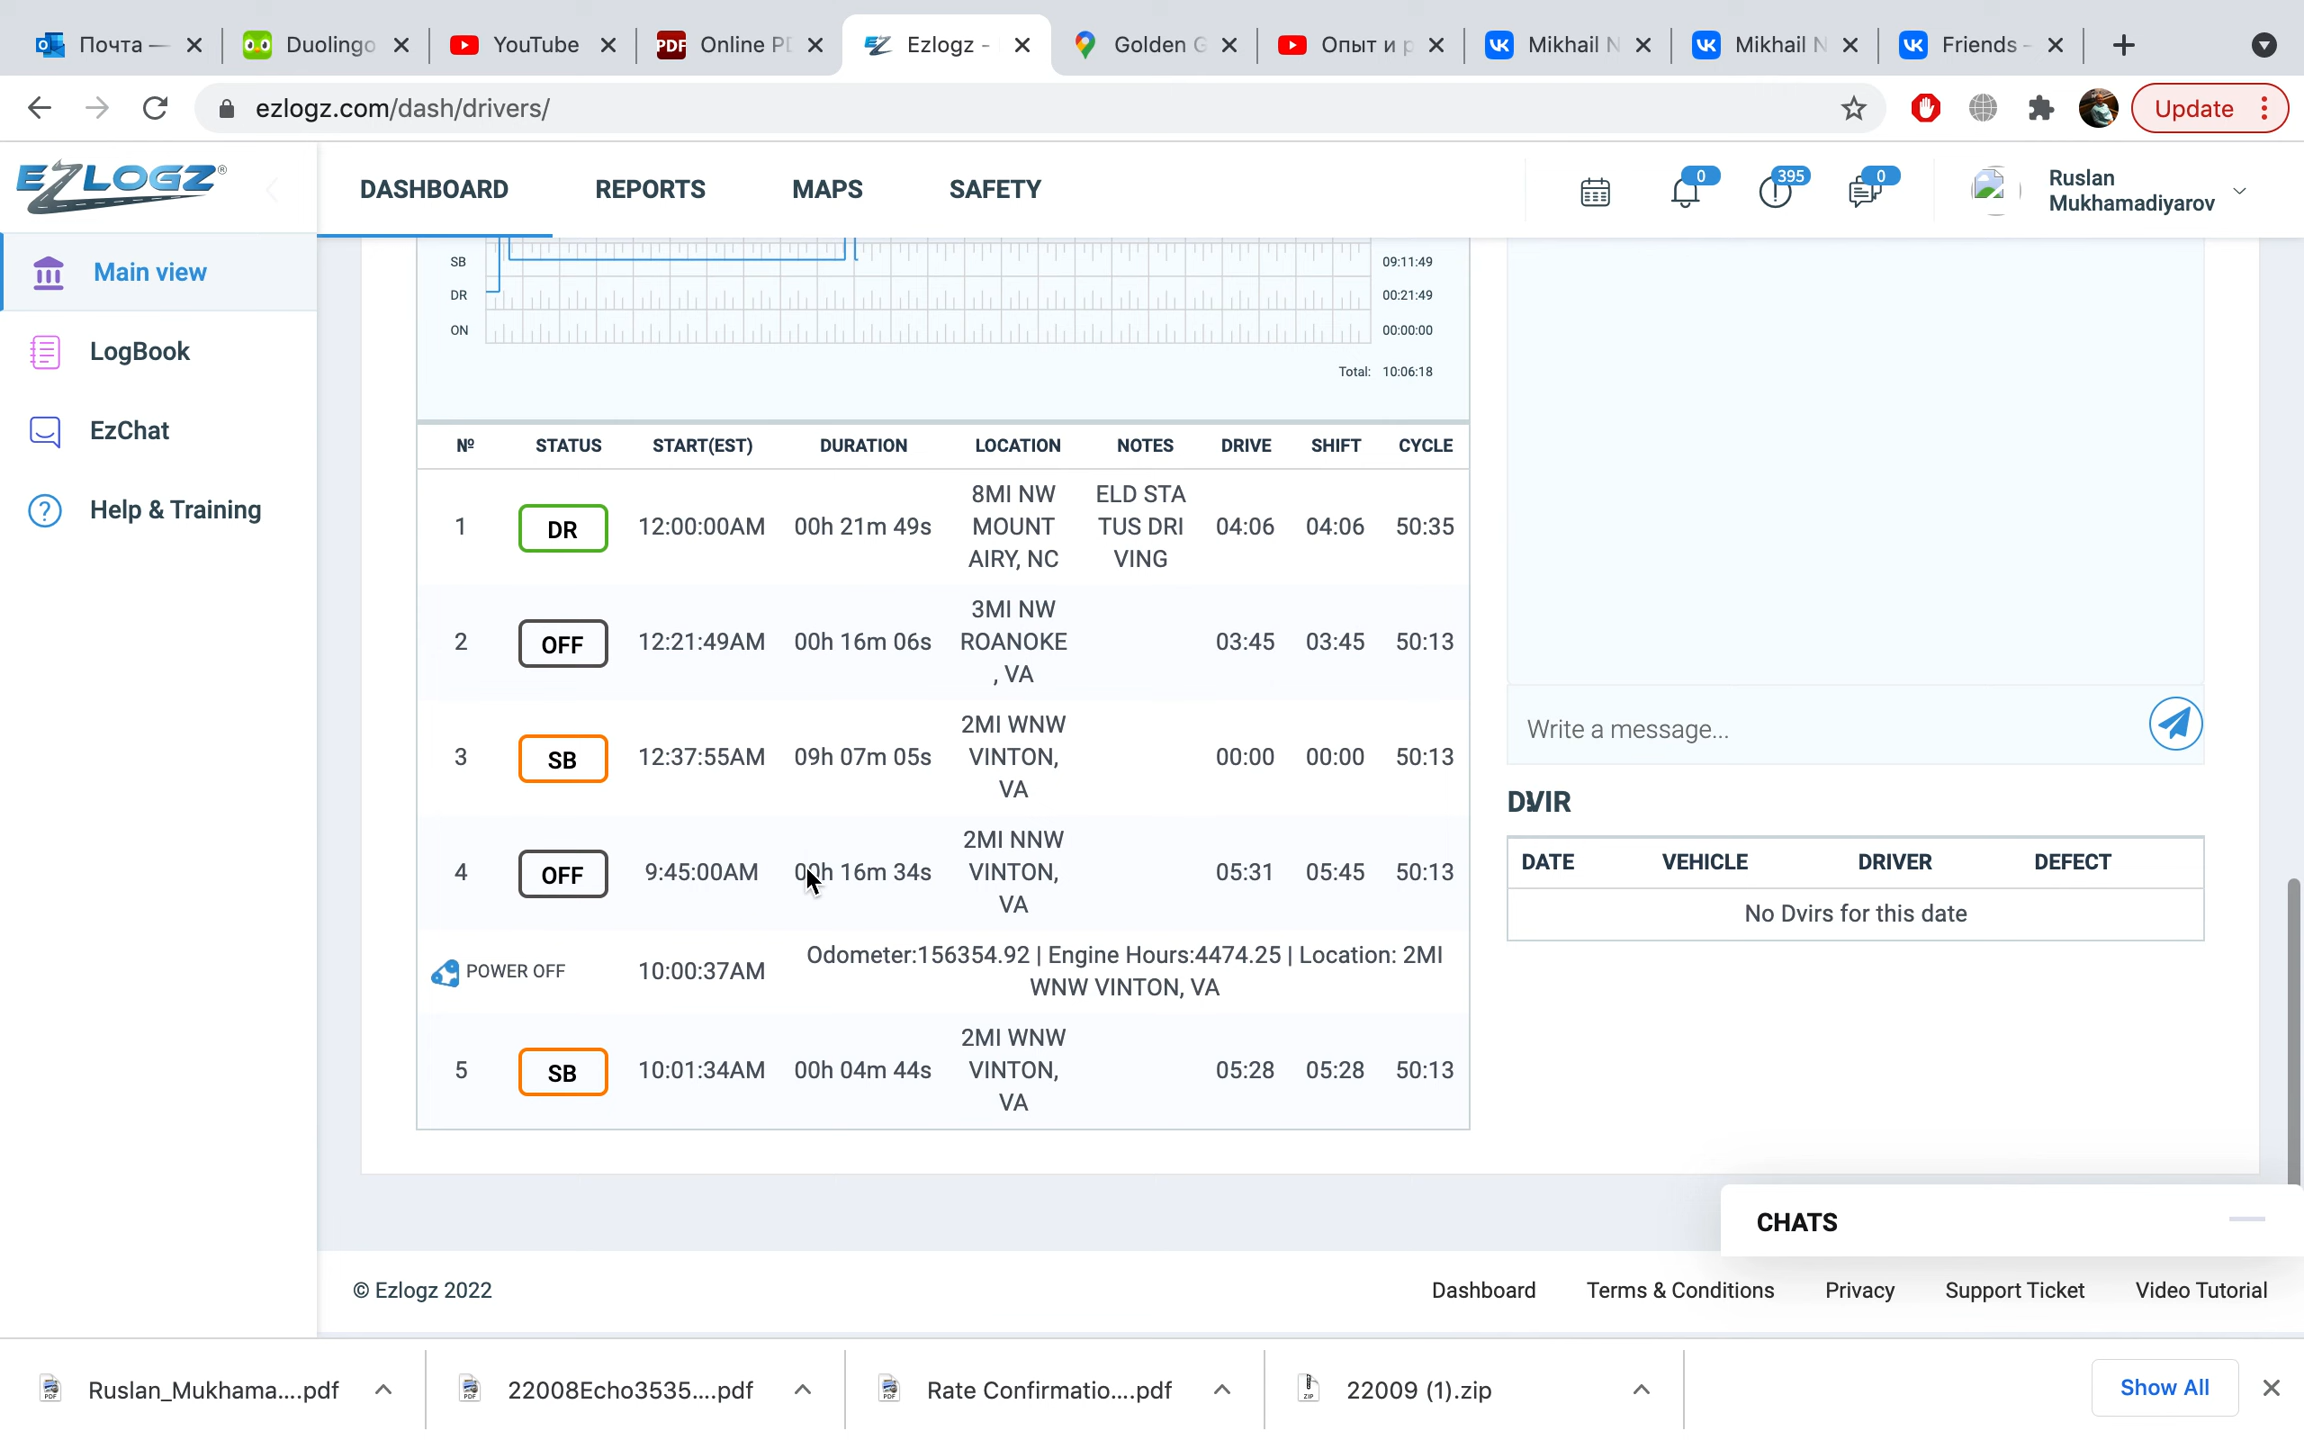 Почта —
Duolingo
YouTube
Online P
Ezlogz -
Golden G
Опыт и р
Mikhail N
Mikhail N
Friends -
ezlogz.com/dash/drivers/
Update
EZLOGZ®
DASHBOARD
REPORTS
MAPS
SAFETY
0
395
0
Ruslan
Mukhamadiyarov
Main view
LogBook
EzChat
Help & Training
SB
09:11:49
DR
00:21:49
ON
00:00:00
Total: 10:06:18
Nº STATUS START(EST) DURATION LOCATION NOTES DRIVE SHIFT CYCLE
1 DR 12:00:00AM 00h 21m 49s 8MI NW MOUNT AIRY, NC ELD STA TUS DRI VING 04:06 04:06 50:35
2 OFF 12:21:49AM 00h 16m 06s 3MI NW ROANOKE , VA 03:45 03:45 50:13
3 SB 12:37:55AM 09h 07m 05s 2MI WNW VINTON, VA 00:00 00:00 50:13
4 OFF 9:45:00AM 00h 16m 34s 2MI NNW VINTON, VA 05:31 05:45 50:13
POWER OFF 10:00:37AM Odometer:156354.92 | Engine Hours:4474.25 | Location: 2MI
WNW VINTON, VA
5 SB 10:01:34AM 00h 04m 44s 2MI WNW VINTON, VA 05:28 05:28 50:13
Write a message...
DVIR
DATE VEHICLE DRIVER DEFECT
No Dvirs for this date
CHATS
© Ezlogz 2022
Dashboard
Terms & Conditions
Privacy
Support Ticket
Video Tutorial
Ruslan_Mukhama....pdf
22008Echo3535....pdf
Rate Confirmatio....pdf
22009 (1).zip
Show All